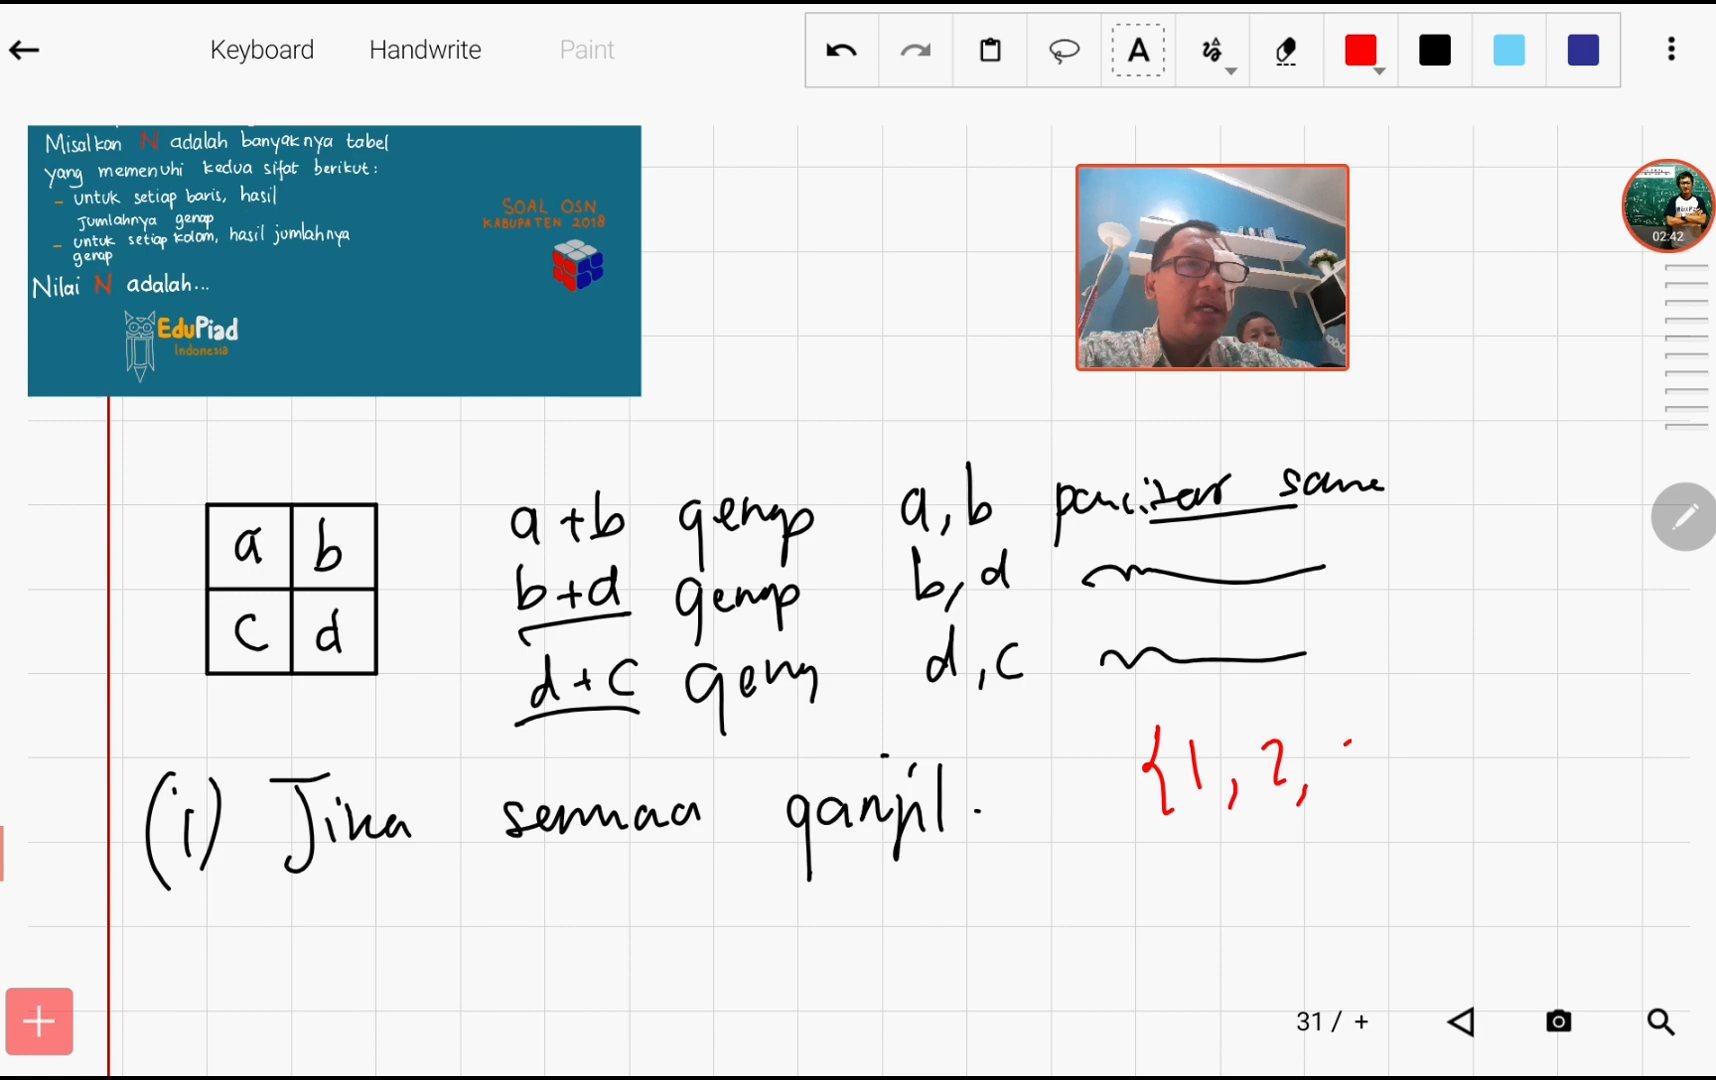 Keyboard Handwrite Paint
A
Misalkan N adalah banyaknya tabel
yang memenuhi kedua sifat berikut:
- untuk setiap baris, hasil
jumlahnya genap
- untuk setiap kolom, hasil jumlahnya
genap
Nilai N adalah...
SOAL OSN
KABUPATEN 2018
EduPiad
Indonesia
02:42
a b
c d
a+b genap a, b paritas sama
b+d genap b, d
d+c genap d, c
{1, 2,
(i) Jika semua ganjil.
31 / +